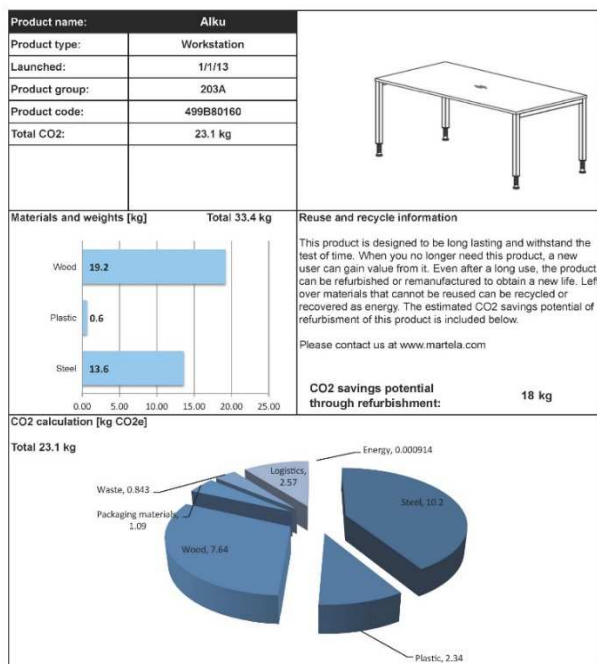 Product name: Alku
Product type: Workstation
Launched: 1/1/13
Product group: 203A
Product code: 499B80160
Total CO2: 23.1 kg
Materials and weights [kg] Total 33.4 kg
Wood 19.2
Plastic 0.6
Steel 13.6
0.00 5.00 10.00 15.00 20.00 25.00
Reuse and recycle information
This product is designed to be long lasting and withstand the
test of time. When you no longer need this product, a new
user can gain value from it. Even after a long use, the product
can be refurbished or remanufactured to obtain a new life. Left
over materials that cannot be reused can be recycled or
recovered as energy. The estimated CO2 savings potential of
refurbisment of this product is included below.
Please contact us at www.martela.com
CO2 savings potential
through refurbishment: 18 kg
CO2 calculation [kg CO2e]
Total 23.1 kg
Energy, 0.000914
Logistics,
2.57
Steel, 10.2
Waste, 0.843
Packaging materials,
1.09
Wood, 7.64
Plastic, 2.34